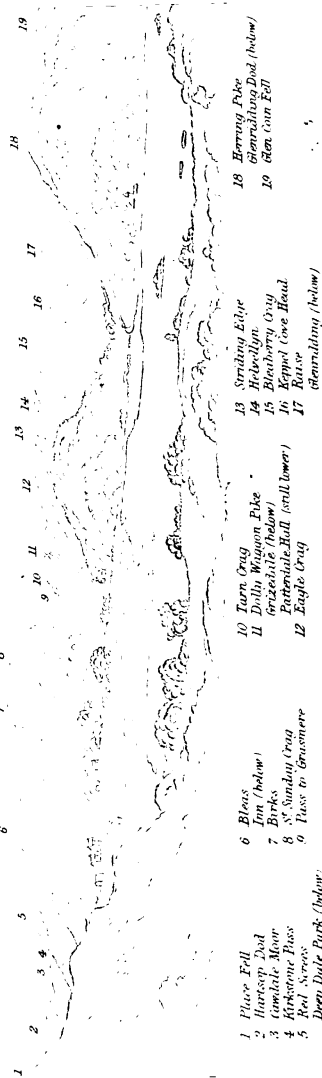 1 2 3 4 5 6 7 8 9 10 11 12 13 14 15 16 17 18 19
24
1 Place Fell
2 Hartsop Dod
3 Cawdale Moor
4 Kirkstone Pass
5 Red Screes
Deep Dale Park (below)
6 Bleas
Inn (below)
7 Birks
8 St. Sunday Crag
9 Pass to Grasmere
10 Tarn Crag
11 Dolly Waggon Pike
Grizedale (below)
Patterdale Hall (still lower)
12 Eagle Crag
13 Striding Edge
14 Helvellyn
15 Bleaberry Crag
16 Keppel Cove Head
17 Raise
Glenridding (below)
18 Herring Pike
Glenridding Dod (below)
19 Glen Coin Fell